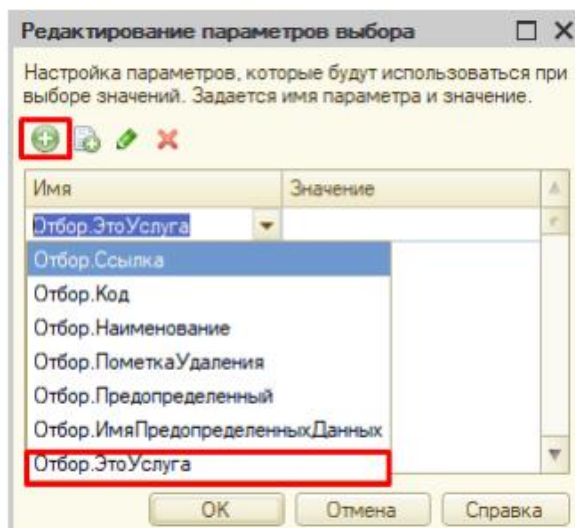 Редактирование параметров выбора
Настройка параметров, которые будут использоваться при
выборе значений. Задается имя параметра и значение.
Имя Значение
Отбор.ЭтоУслуга
Отбор.Ссылка
Отбор.Код
Отбор.Наименование
Отбор.ПометкаУдаления
Отбор.Предопределенный
Отбор.ИмяПредопределенныхДанных
Отбор.ЭтоУслуга
ОК Отмена Справка